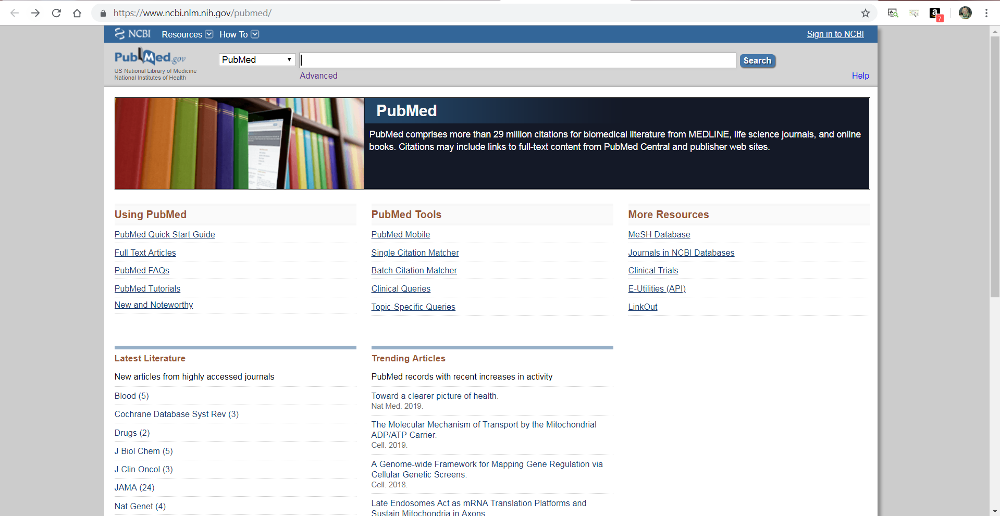 https://www.ncbi.nlm.nih.gov/pubmed/
7
NCBI Resources How To Sign in to NCBI
PubMed.gov
US National Library of Medicine
National Institutes of Health
PubMed
Search
Advanced
Help
PubMed
PubMed comprises more than 29 million citations for biomedical literature from MEDLINE, life science journals, and online
books. Citations may include links to full-text content from PubMed Central and publisher web sites.
Using PubMed
PubMed Quick Start Guide
Full Text Articles
PubMed FAQs
PubMed Tutorials
New and Noteworthy
PubMed Tools
PubMed Mobile
Single Citation Matcher
Batch Citation Matcher
Clinical Queries
Topic-Specific Queries
More Resources
MeSH Database
Journals in NCBI Databases
Clinical Trials
E-Utilities (API)
LinkOut
Latest Literature
New articles from highly accessed journals
Blood (5)
Cochrane Database Syst Rev (3)
Drugs (2)
J Biol Chem (5)
J Clin Oncol (3)
JAMA (24)
Nat Genet (4)
Trending Articles
PubMed records with recent increases in activity
Toward a clearer picture of health.
Nat Med. 2019.
The Molecular Mechanism of Transport by the Mitochondrial
ADP/ATP Carrier.
Cell. 2019.
A Genome-wide Framework for Mapping Gene Regulation via
Cellular Genetic Screens.
Cell. 2018.
Late Endosomes Act as mRNA Translation Platforms and
Sustain Mitochondria in Axons